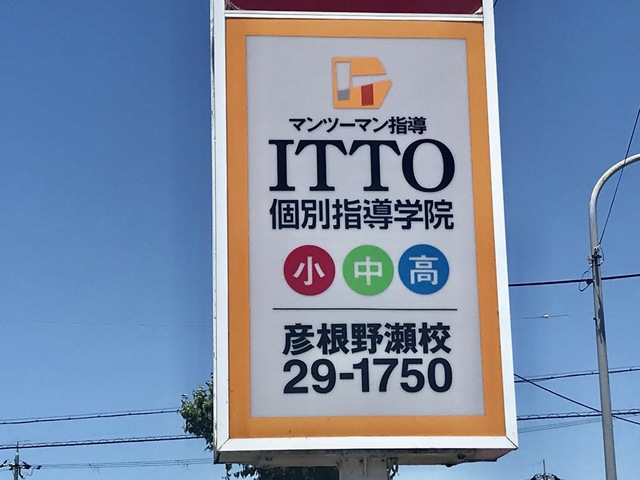 マンツーマン指導
ITTO
個別指導学院
小中高
彦根野瀬校
29-1750